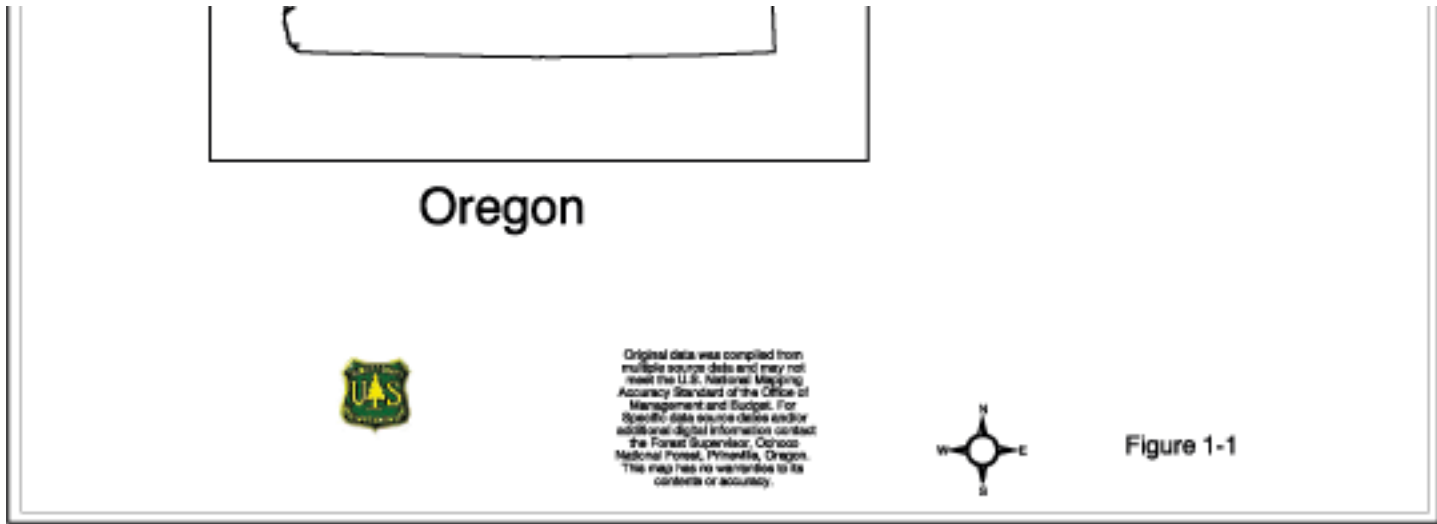 Oregon
US
Original data was compiled from
multiple source data and may not
meet the U.S. National Mapping
Accuracy Standard of the Office of
Management and Budget. For
Specific data source dates and/or
additional digital information contact
the Forest Supervisor, Ochoco
National Forest, Prineville, Oregon.
This map has no warranties to its
contents or accuracy.
N
W E
S
Figure 1-1